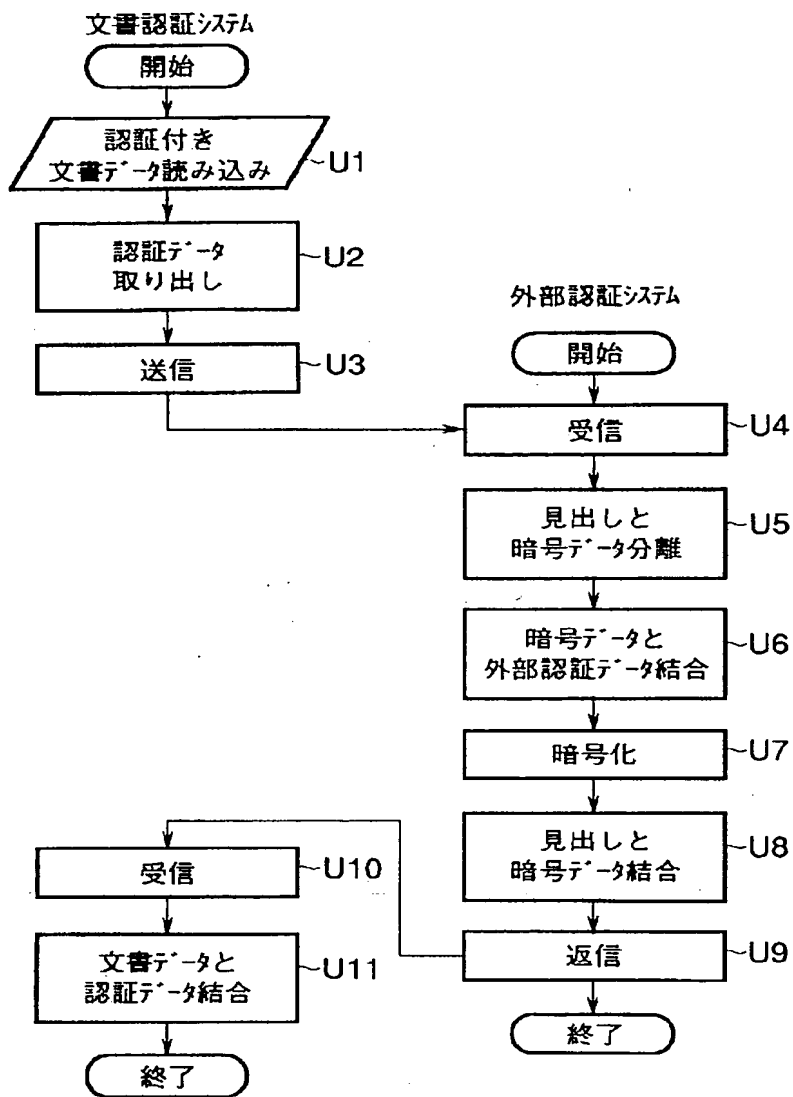 文書認証システム
開始
認証付き
文書データ読み込み
U1
認証データ
取り出し
U2
送信
U3
外部認証システム
開始
受信
U4
見出しと
暗号データ分離
U5
暗号データと
外部認証データ結合
U6
暗号化
U7
見出しと
暗号データ結合
U8
返信
U9
終了
受信
U10
文書データと
認証データ結合
U11
終了